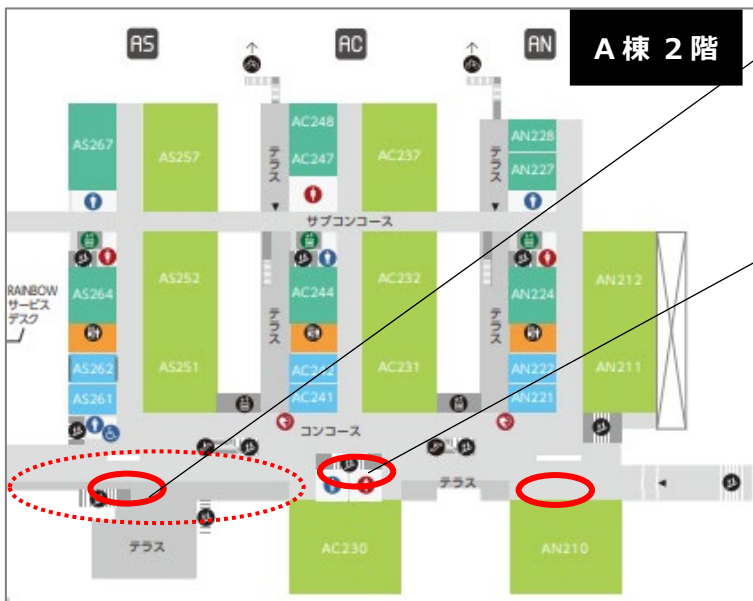 AS
AC
AN
A棟 2階
AS267
AS257
テラス
AC248
AC247
AC237
テラス
AN228
AN227
サブコンコース
RAINBOW
サービス
デスク
AS264
AS252
AC244
AC232
AN224
AN212
テラス
テラス
AS262
AS261
AS251
AC242
AC241
AC231
AN222
AN221
AN211
コンコース
テラス
テラス
AC230
AN210